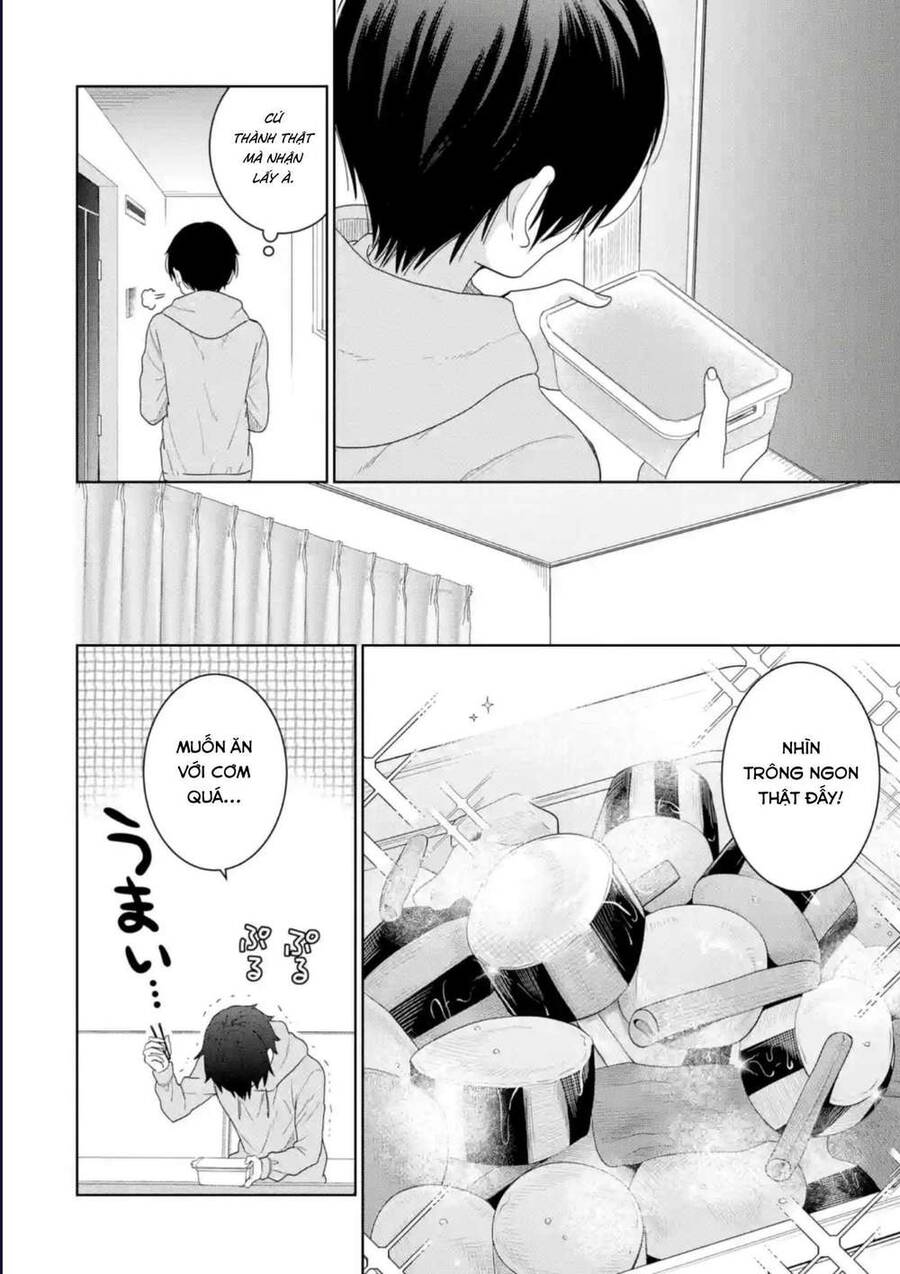 CỨ
THÀNH THẬT
MÀ NHẬN
LẤY À.
NHÌN
TRÔNG NGON
THẬT ĐẤY!
MUỐN ĂN
VỚI CƠM
QUÁ...
うまい…
ぷる
ぷる